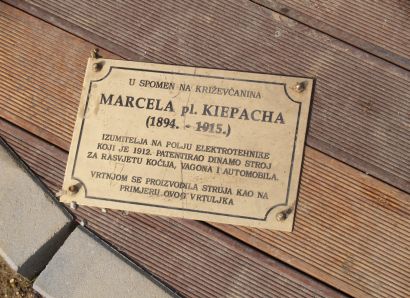 U SPOMEN NA KRIŽEVČANINA
MARCELA pl. KIEPACHA
(1894. - 1915.)
IZUMITELJA NA POLJU ELEKTROTEHNIKE
KOJI JE 1912. PATENTIRAO DINAMO STROJ
ZA RASVJETU KOČIJA, VAGONA I AUTOMOBILA.
VRTNJOM SE PROIZVODILA STRUJA KAO NA
PRIMJERU OVOG VRTULJKA